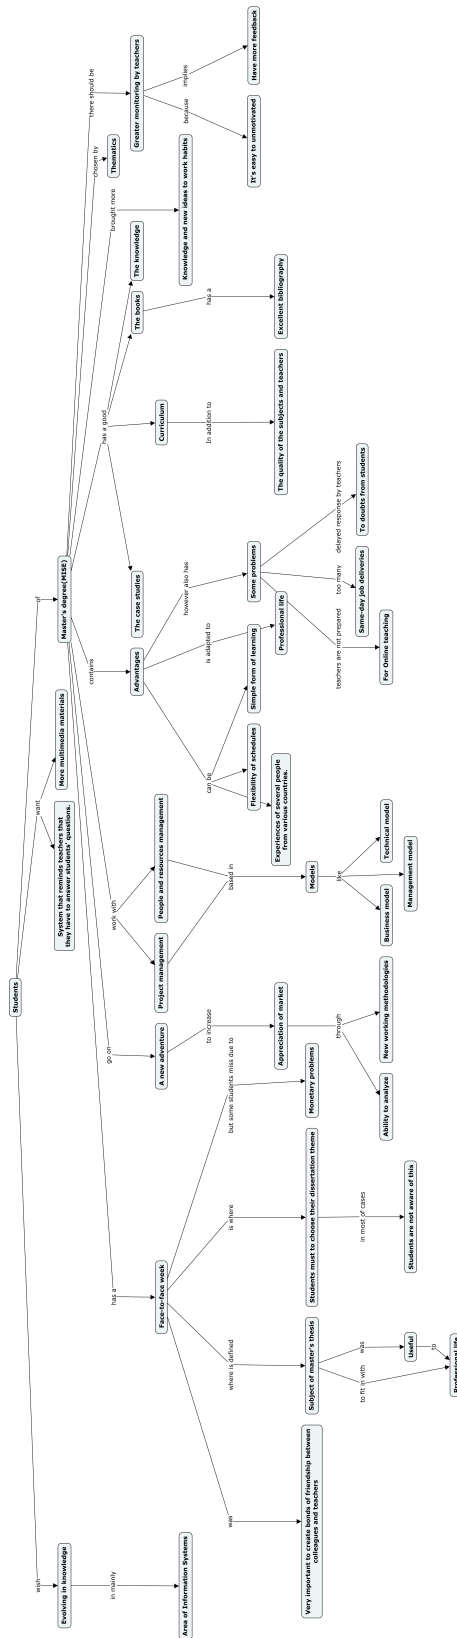 Students
wish
want
of
Evolving in knowledge
System that reminds teachers that
they have to answer students' questions.
More multimedia materials
Master's degree(MISE)
in mainly
has a
go on
work with
contains
has a good
brought more
chosen by
there should be
Thematics
Area of Information Systems
Face-to-face week
A new adventure
Project management
People and resources management
Advantages
The case studies
Curriculum
The books
The knowledge
Knowledge and new ideas to work habits
Greater monitoring by teachers
was
where is defined
is where
but some students miss due to
to increase
based in
can be
is adapted to
however also has
In addition to
has a
because
implies
Very important to create bonds of friendship between
colleagues and teachers
Subject of master's thesis
Students must to choose their dissertation theme
Monetary problems
Appreciation of market
Models
Experiences of several people
from various countries.
Flexibility of schedules
Simple form of learning
Professional life
Some problems
The quality of the subjects and teachers
Excellent bibliography
It's easy to unmotivated
Have more feedback
to fit in with
was
in most of cases
through
like
teachers are not prepared
too many
delayed response by teachers
Useful
to
Students are not aware of this
Ability to analyze
New working methodologies
Business model
Management model
Technical model
For Online teaching
Same-day job deliveries
To doubts from students